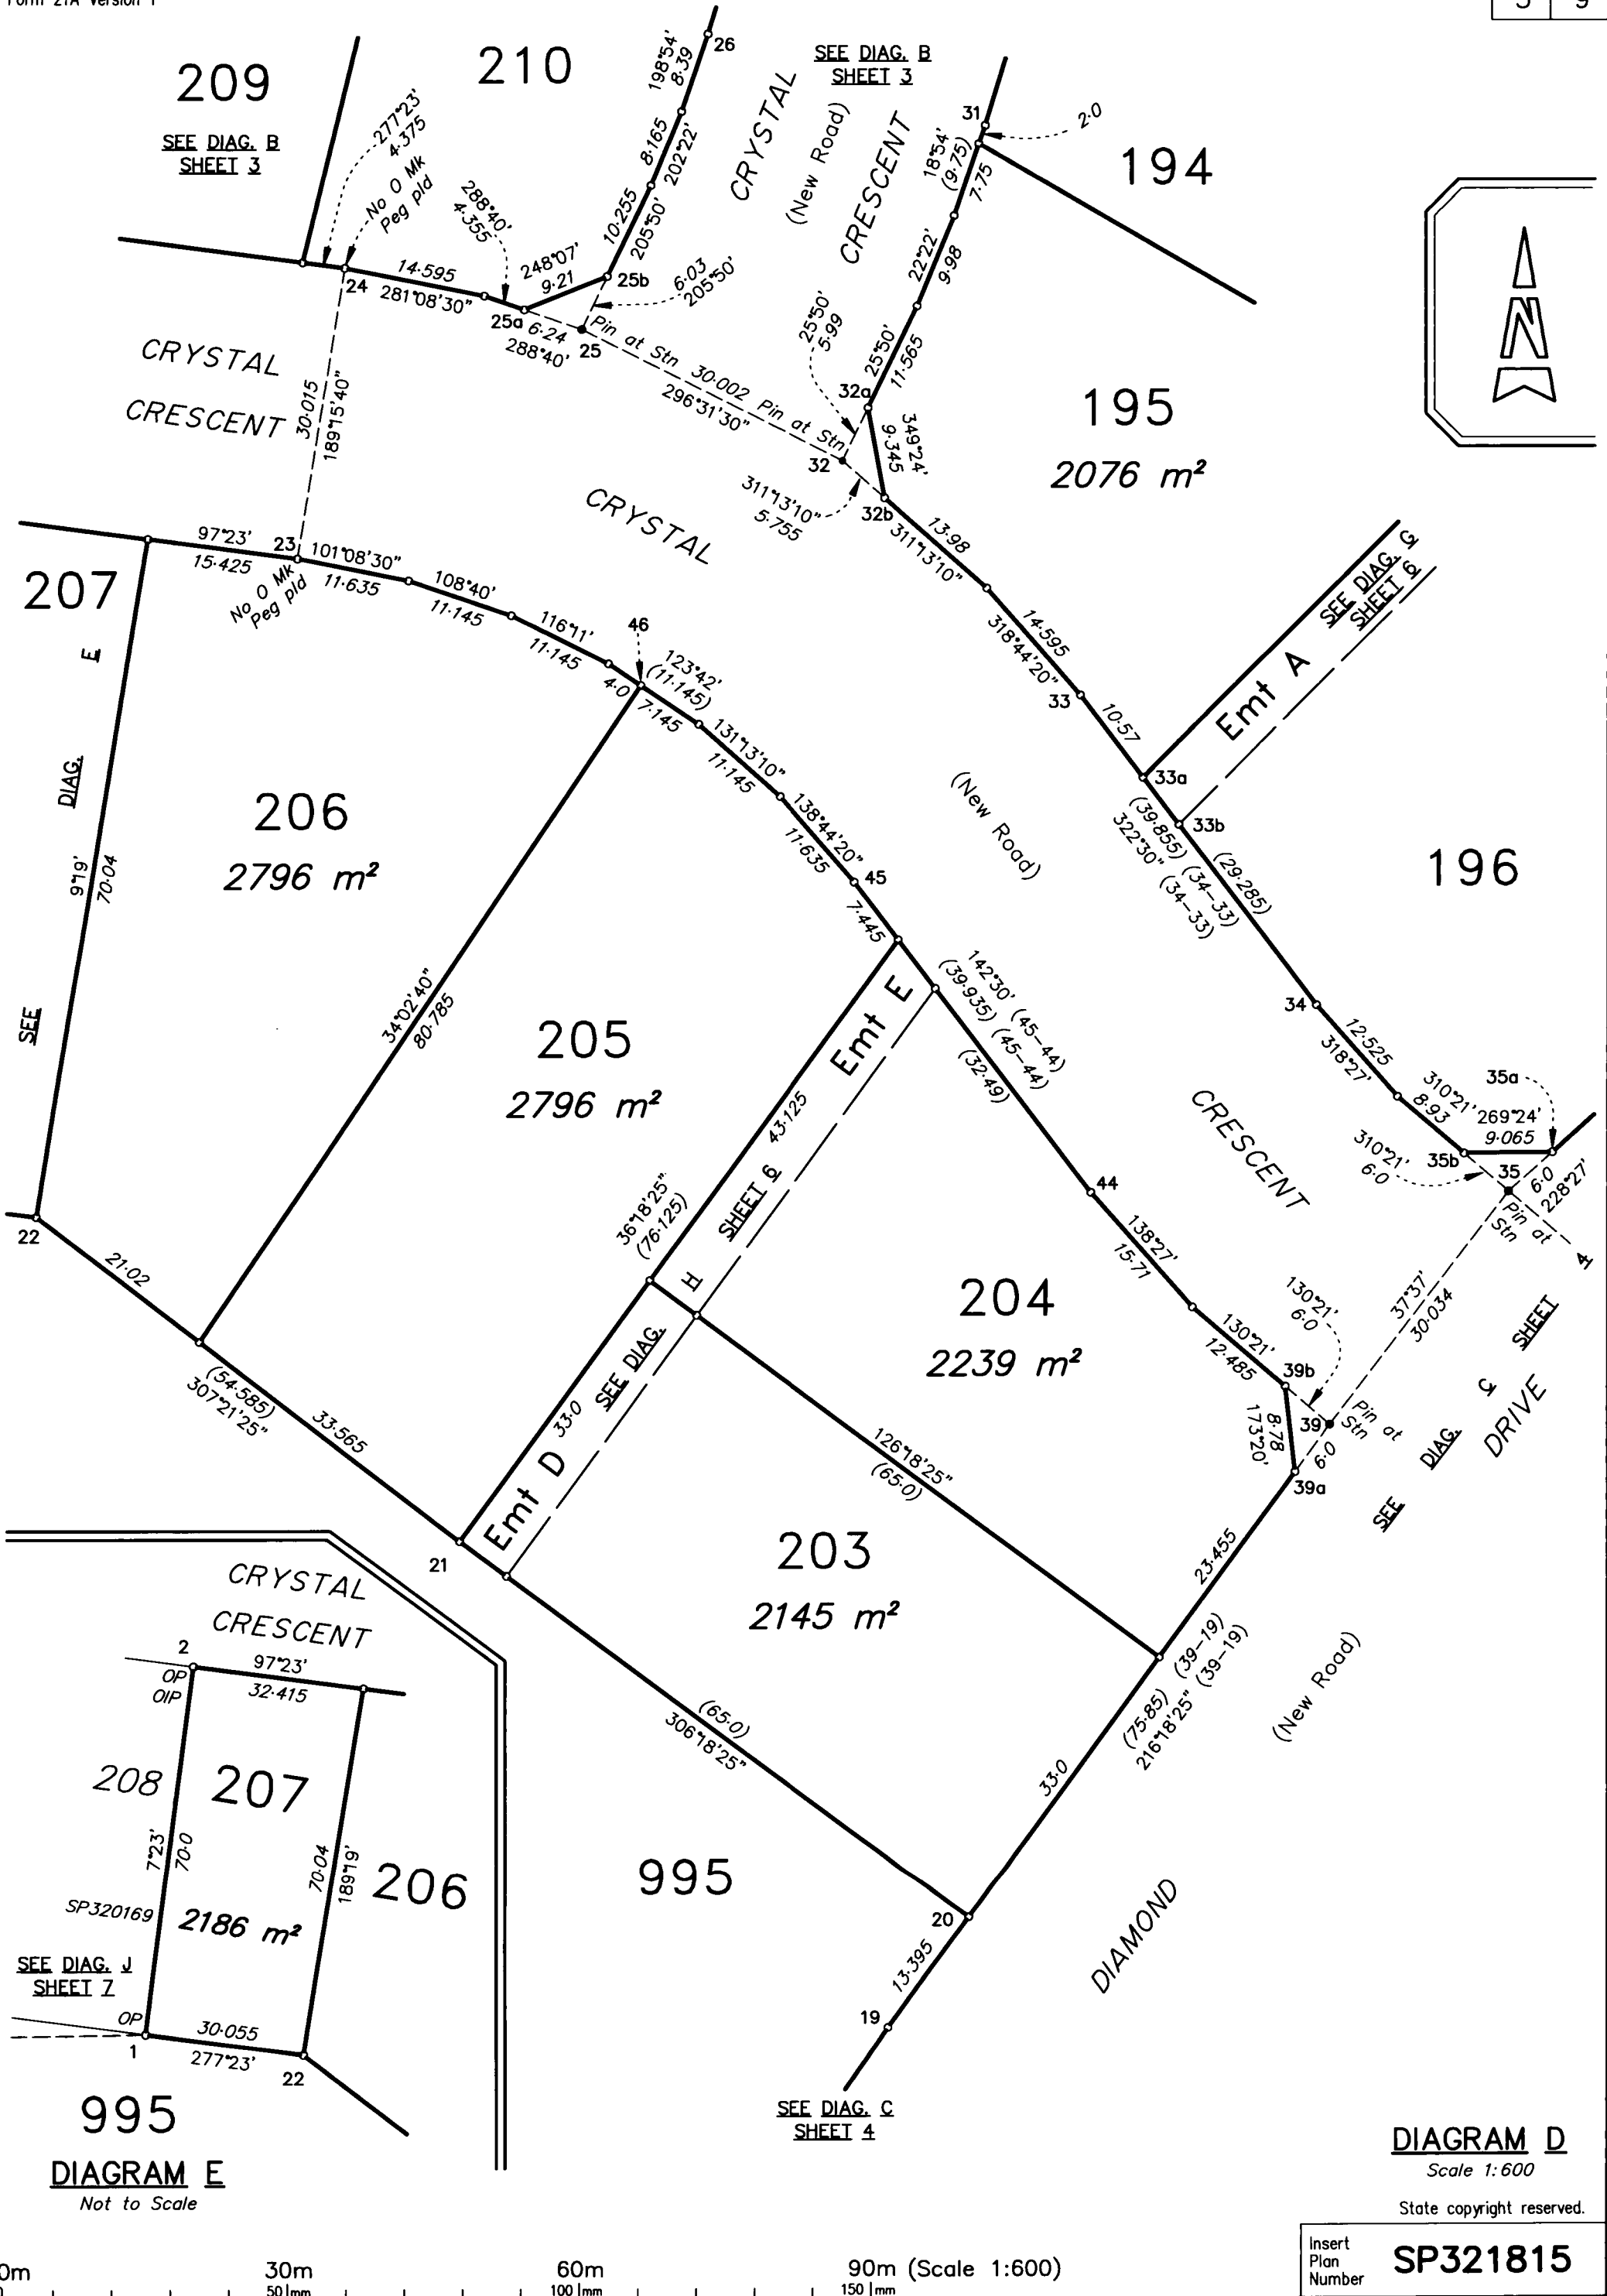 Form 21A Version 1
5 9
209
SEE DIAG. B
SHEET 3
210
SEE DIAG. B
SHEET 3
198°54'
8·39
26
8·165
202°22'
10·255
205°50'
CRYSTAL
(New Road)
CRESCENT
31
2·0
18°54'
(9·75)
7·75
194
277°23'
4·375
No O Mk
Peg pld
288°40'
4·355
24
14·595
281°08'30"
248°07'
9·21
25b
25a
6·24
288°40'
25
6·03
205°50'
22°22'
9·98
25°50'
5·99
25°50'
11·565
Pin at Stn 30·002 Pin at Stn
296°31'30"
32a
32
349°24'
9·345
32b
311°13'10"
5·755
195
2076 m²
CRYSTAL
CRESCENT
30·015
189°15'40"
CRYSTAL
13·98
311°13'10"
14·595
318°44'20"
33
10·57
33a
33b
Emt A
SEE DIAG. G
SHEET 6
207
97°23'
15·425
23
No O Mk
Peg pld
101°08'30"
11·635
108°40'
11·145
116°11'
11·145
46
4·0
123°42'
(11·145)
7·145
131°13'10"
11·145
138°44'20"
11·635
45
7·445
SEE DIAG. E
9°19'
70·04
206
2796 m²
34°02'40"
80·785
205
2796 m²
(New Road)
(39·855) (34–33)
322°30" (34–33)
(29·285)
196
34
12·525
318°27'
310°21'
8·93
35a
269°24'
9·065
35b
310°21'
6·0
35
6·0
228°27'
Pin at
Stn
Emt E
142°30' (45–44)
(39·935) (45–44)
(32·49)
CRESCENT
43·125
36°18'25"
(76·125)
SEE DIAG. H SHEET 6
44
138°27'
15·71
130°21'
12·485
130°21'
6·0
37°37'
30·034
39b
39
8·78
173°20'
6·0
39a
Pin at
Stn
SEE DIAG. C SHEET 4
DRIVE
204
2239 m²
22
21·02
(54·585)
307°21'25"
33·565
21
33·0
Emt D
126°18'25"
(65·0)
23·455
203
2145 m²
(75·85) (39–19)
216°18'25" (39–19)
(New Road)
33·0
(65·0)
306°18'25"
995
20
13·395
19
DIAMOND
SEE DIAG. C
SHEET 4
CRYSTAL
CRESCENT
2
OP
OIP
97°23'
32·415
208
207
7°23'
70·0
70·04
189°19'
206
SP320169
2186 m²
SEE DIAG. J
SHEET 7
OP
1
30·055
277°23'
22
995
DIAGRAM E
Not to Scale
DIAGRAM D
Scale 1:600
State copyright reserved.
Insert
Plan
Number
SP321815
0m 30m 60m 90m (Scale 1:600)
50 mm 100 mm 150 mm